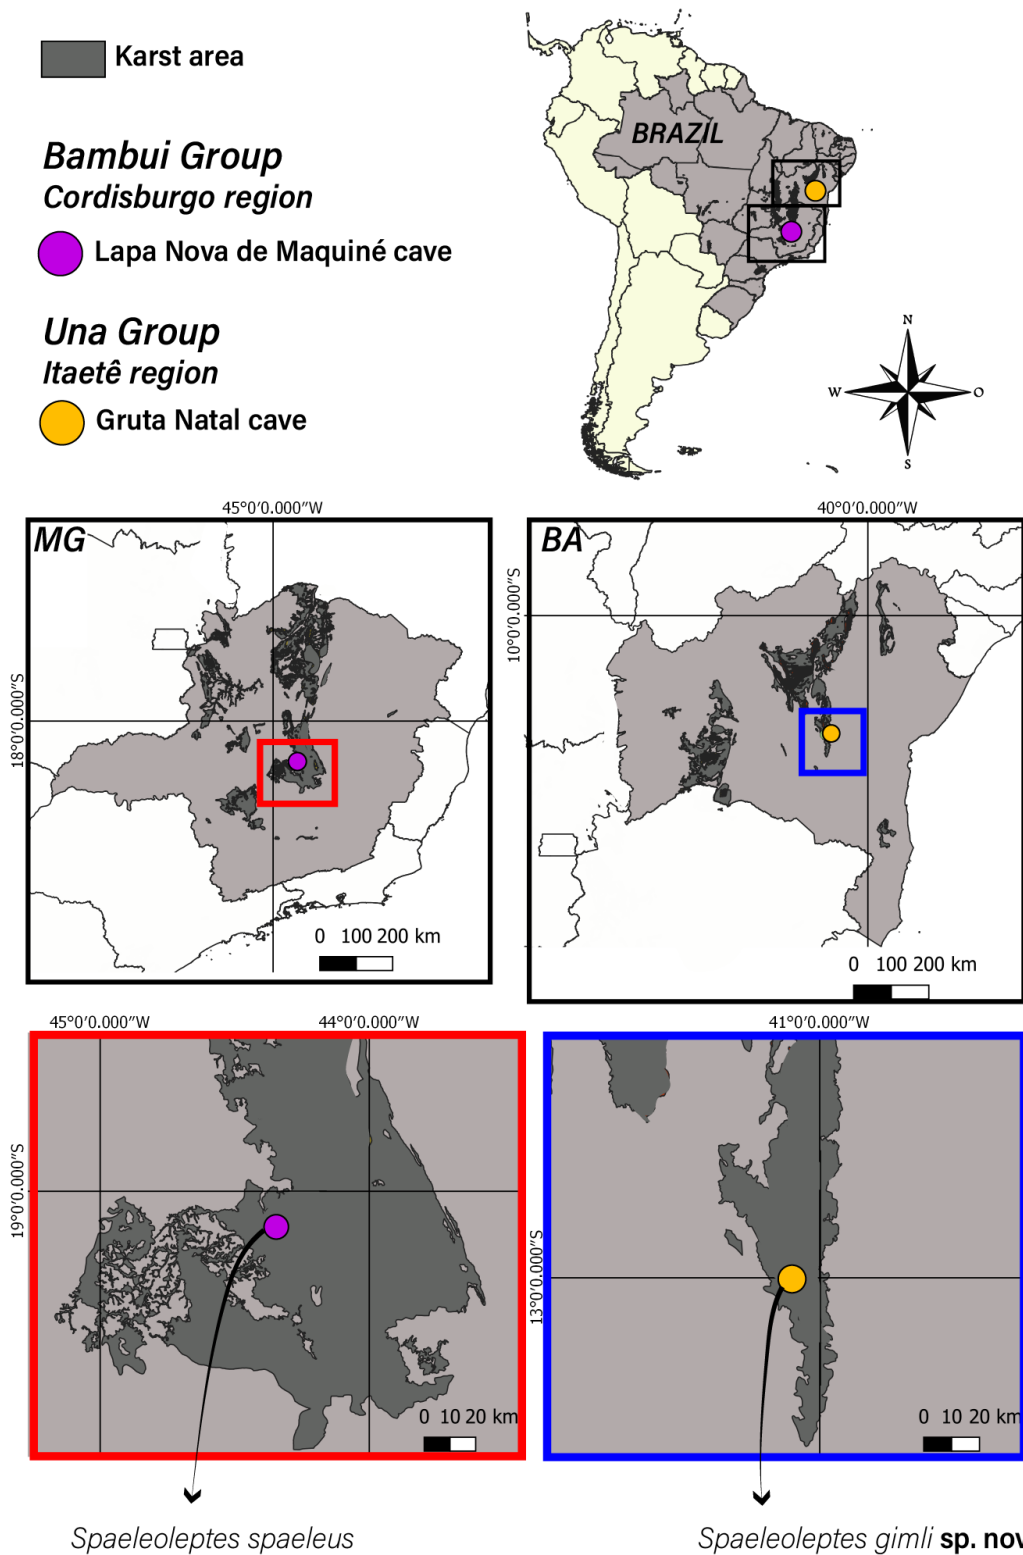 Karst area
BRAZIL
Bambui Group
Cordisburgo region
Lapa Nova de Maquiné cave
Una Group
Itaetê region
Gruta Natal cave
N
W
O
S
45°0'0.000"W
40°0'0.000"W
MG
BA
10°0'0.000"S
18°0'0.000"S
0 100 200 km
0 100 200 km
45°0'0.000"W
44°0'0.000"W
41°0'0.000"W
19°0'0.000"S
13°0'0.000"S
0 10 20 km
0 10 20 km
Spaeleoleptes spaeleus
Spaeleoleptes gimli sp. nov